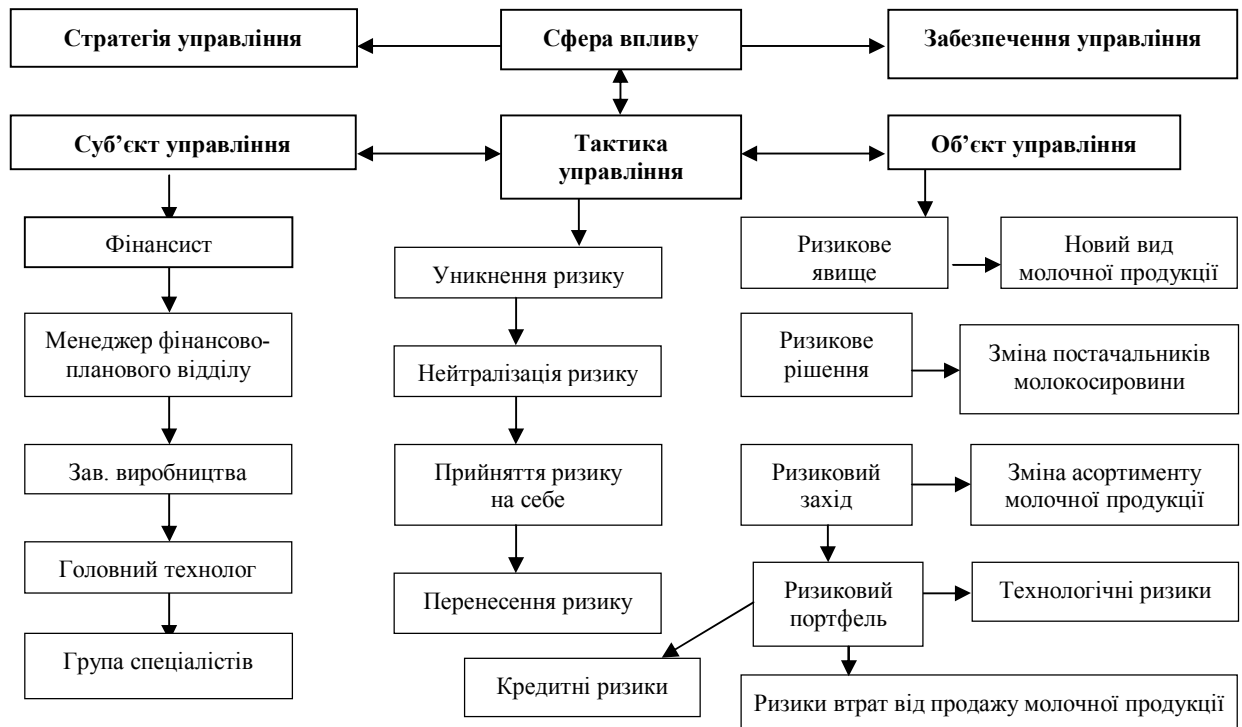 Стратегія управління
Сфера впливу
Забезпечення управління
Суб’єкт управління
Тактика
управління
Об’єкт управління
Фінансист
Менеджер фінансово-
планового відділу
Зав. виробництва
Головний технолог
Група спеціалістів
Уникнення ризику
Нейтралізація ризику
Прийняття ризику
на себе
Перенесення ризику
Ризикове
явище
Новий вид
молочної продукції
Ризикове
рішення
Зміна постачальників
молокосировини
Ризиковий
захід
Зміна асортименту
молочної продукції
Ризиковий
портфель
Технологічні ризики
Кредитні ризики
Ризики втрат від продажу молочної продукції